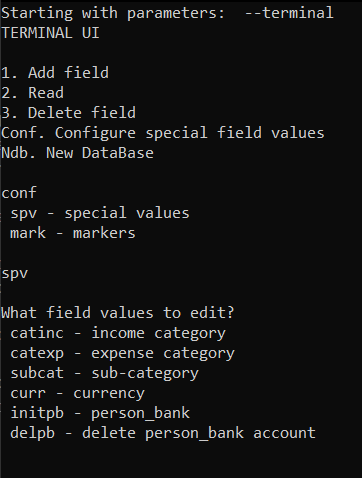 Starting with parameters:  --terminal
TERMINAL UI

1. Add field
2. Read
3. Delete field
Conf. Configure special field values
Ndb. New DataBase

conf
 spv - special values
 mark - markers

spv

What field values to edit?
 catinc - income category
 catexp - expense category
 subcat - sub-category
 curr - currency
 initpb - person_bank
 delpb - delete person_bank account